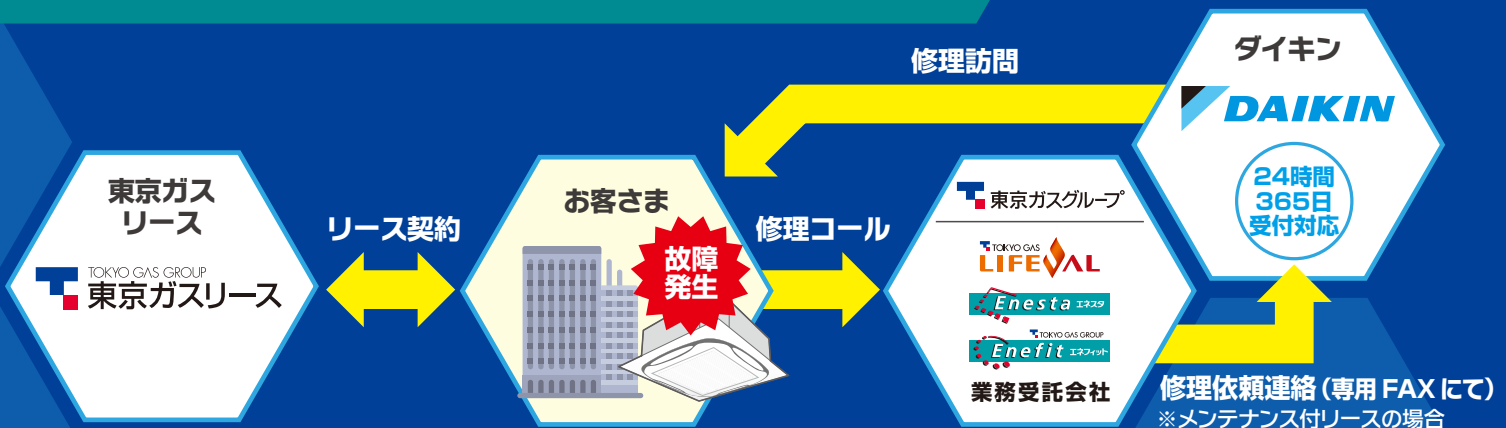 東京ガス
リース
TOKYO GAS GROUP
東京ガスリース
リース契約
お客さま
故障
発生
修理コール
東京ガスグループ
TOKYO GAS
LIFEVAL
Enesta エネスタ
TOKYO GAS GROUP
Enefit エネフィット
業務受託会社
修理訪問
ダイキン
DAIKIN
24時間
365日
受付対応
修理依頼連絡(専用FAXにて)
※メンテナンス付リースの場合